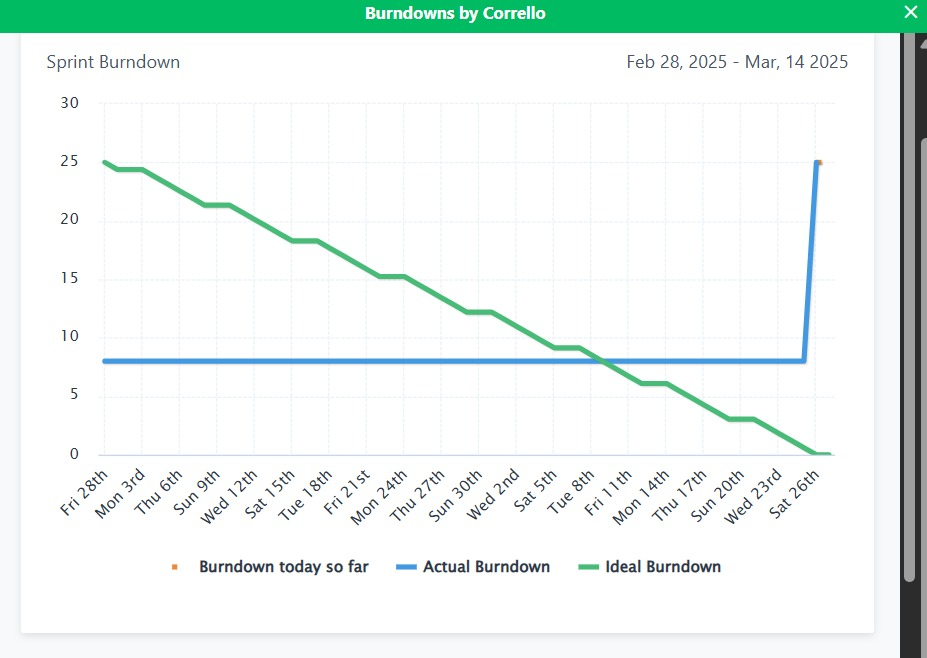 Burndowns by Corrello
Sprint Burndown
Feb 28, 2025 - Mar, 14 2025
30
25
20
15
10
5
0
Fri 28th
Mon 3rd
Thu 6th
Sun 9th
Wed 12th
Sat 15th
Tue 18th
Fri 21st
Mon 24th
Thu 27th
Sun 30th
Wed 2nd
Sat 5th
Tue 8th
Fri 11th
Mon 14th
Thu 17th
Sun 20th
Wed 23rd
Sat 26th
Burndown today so far
Actual Burndown
Ideal Burndown